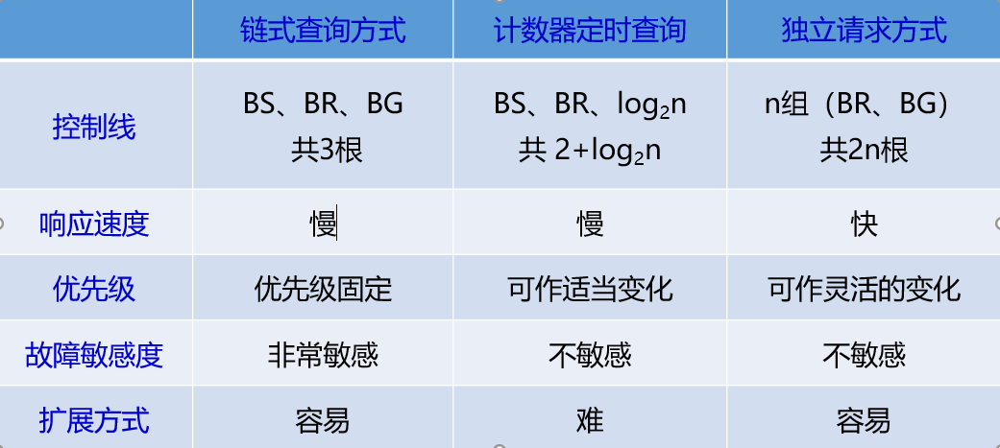 链式查询方式 计数器定时查询 独立请求方式
控制线 BS、BR、BG BS、BR、log₂n n组（BR、BG）
共3根 共 2+log₂n 共2n根
响应速度 慢 慢 快
优先级 优先级固定 可作适当变化 可作灵活的变化
故障敏感度 非常敏感 不敏感 不敏感
扩展方式 容易 难 容易